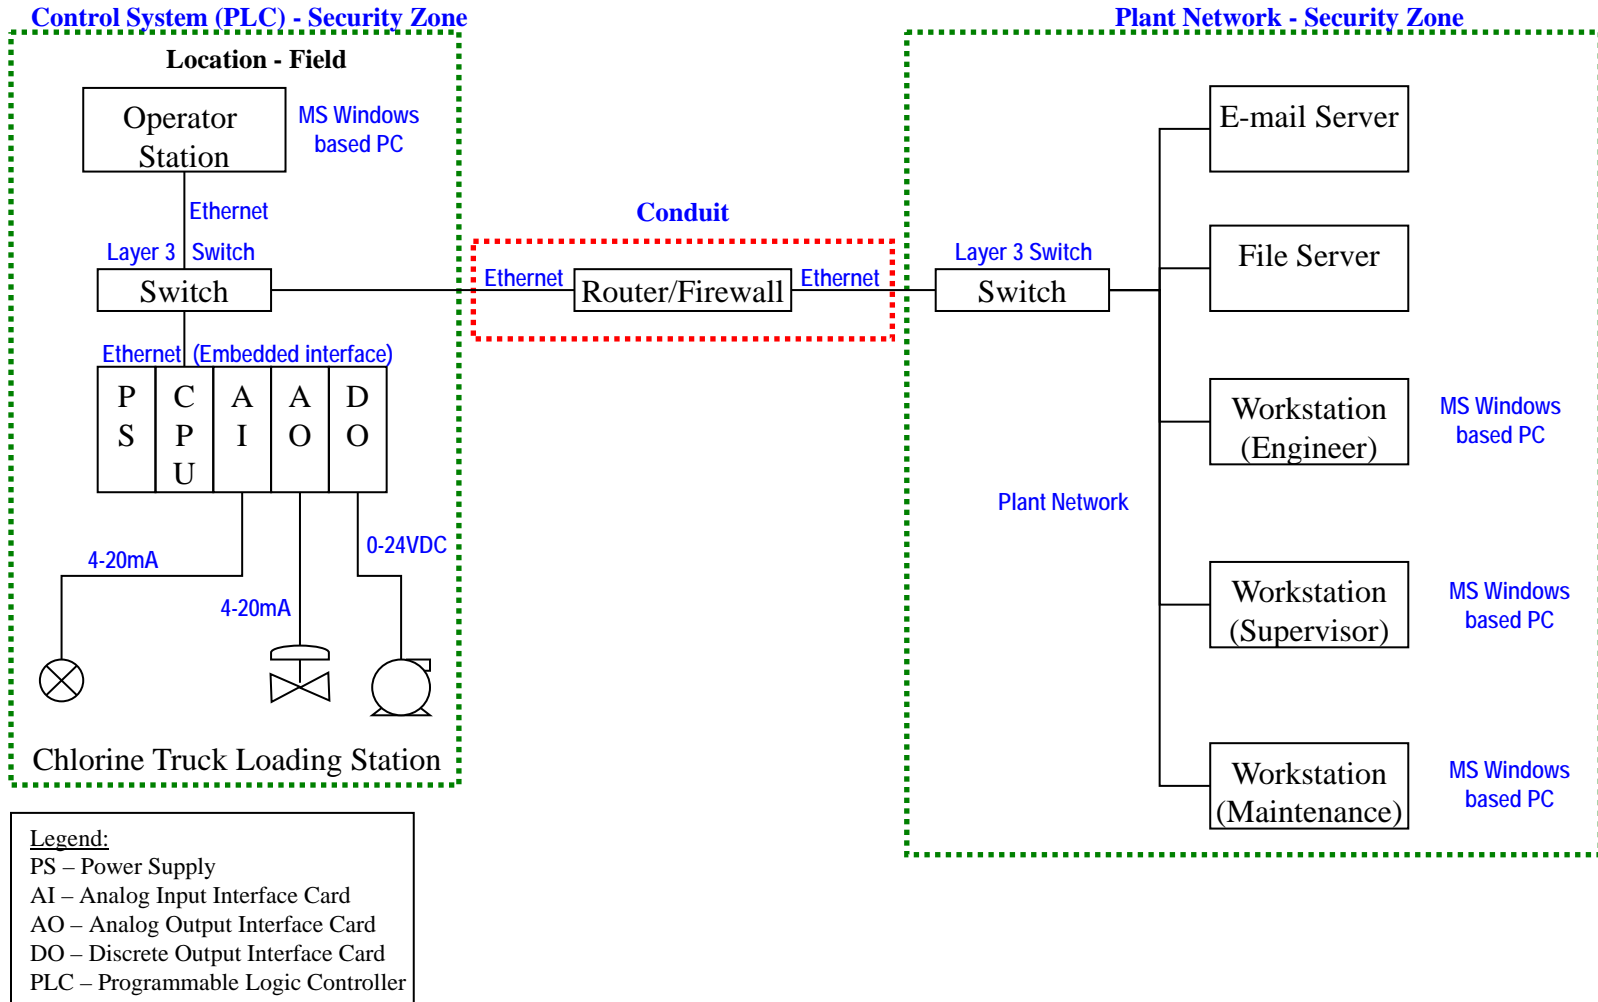 Control System (PLC) - Security Zone
Location - Field
Operator
Station
MS Windows
based PC
Ethernet
Layer 3 Switch
Switch
Ethernet (Embedded interface)
P
S
C
P
U
A
I
A
O
D
O
4-20mA
4-20mA
0-24VDC
Chlorine Truck Loading Station
Conduit
Ethernet
Router/Firewall
Ethernet
Plant Network - Security Zone
Layer 3 Switch
Switch
Plant Network
E-mail Server
File Server
Workstation
(Engineer)
MS Windows
based PC
Workstation
(Supervisor)
MS Windows
based PC
Workstation
(Maintenance)
MS Windows
based PC
Legend:
PS – Power Supply
AI – Analog Input Interface Card
AO – Analog Output Interface Card
DO – Discrete Output Interface Card
PLC – Programmable Logic Controller